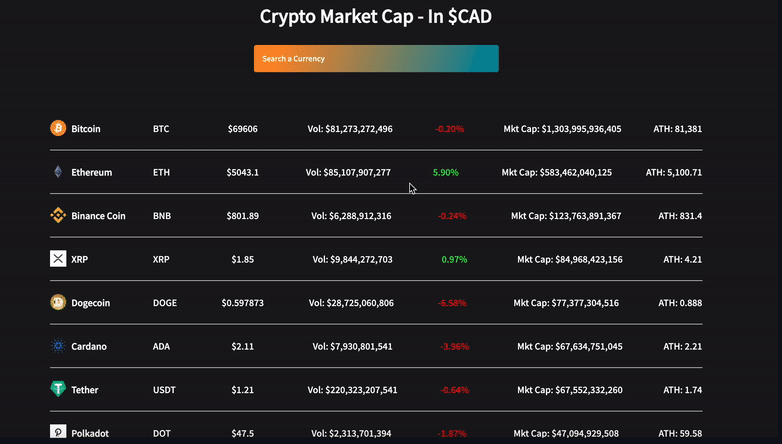 Crypto Market Cap - In $CAD
Search a Currency
Bitcoin BTC $69606 Vol: $81,273,272,496 -0.20% Mkt Cap: $1,303,995,936,405 ATH: 81,381
Ethereum ETH $5043.1 Vol: $85,107,907,277 5.90% Mkt Cap: $583,462,040,125 ATH: 5,100.71
Binance Coin BNB $801.89 Vol: $6,288,912,316 -0.24% Mkt Cap: $123,763,891,367 ATH: 831.4
XRP XRP $1.85 Vol: $9,844,272,703 0.97% Mkt Cap: $84,968,423,156 ATH: 4.21
Dogecoin DOGE $0.597873 Vol: $28,725,060,806 -6.58% Mkt Cap: $77,377,304,516 ATH: 0.888
Cardano ADA $2.11 Vol: $7,930,801,541 -3.96% Mkt Cap: $67,634,751,045 ATH: 2.21
Tether USDT $1.21 Vol: $220,323,207,541 -0.64% Mkt Cap: $67,552,332,260 ATH: 1.74
Polkadot DOT $47.5 Vol: $2,313,701,394 -1.87% Mkt Cap: $47,094,929,508 ATH: 59.58